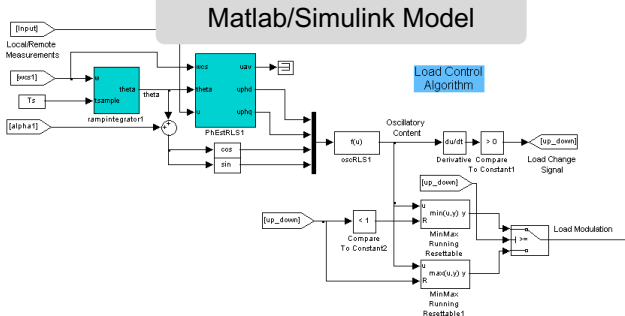 Matlab/Simulink Model
[Input]
Local/Remote
Measurements
[wcs1]
Ts
[alpha1]
w
tsample
theta
rampintegrator1
wcs
theta
u
uav
uphd
uphq
PhEstRLS1
cos
sin
f(u)
oscRLS1
Oscillatory
Content
Load Control
Algorithm
du/dt
Derivative
> 0
Compare
To Constant1
[up_down]
Load Change
Signal
[up_down]
[up_down]
< 1
Compare
To Constant2
u
R
min(u,y) y
MinMax
Running
Resettable
u
R
max(u,y) y
MinMax
Running
Resettable1
>=
Load Modulation